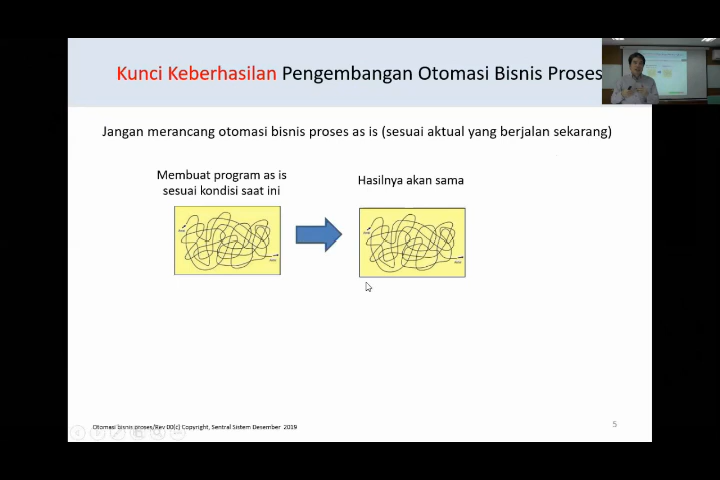 Kunci Keberhasilan Pengembangan Otomasi Bisnis Proses
Jangan merancang otomasi bisnis proses as is (sesuai aktual yang berjalan sekarang)
Membuat program as is
sesuai kondisi saat ini
Hasilnya akan sama
Otomasi bisnis proses/Rev 00(c) Copyright, Sentral Sistem Desember 2019
5